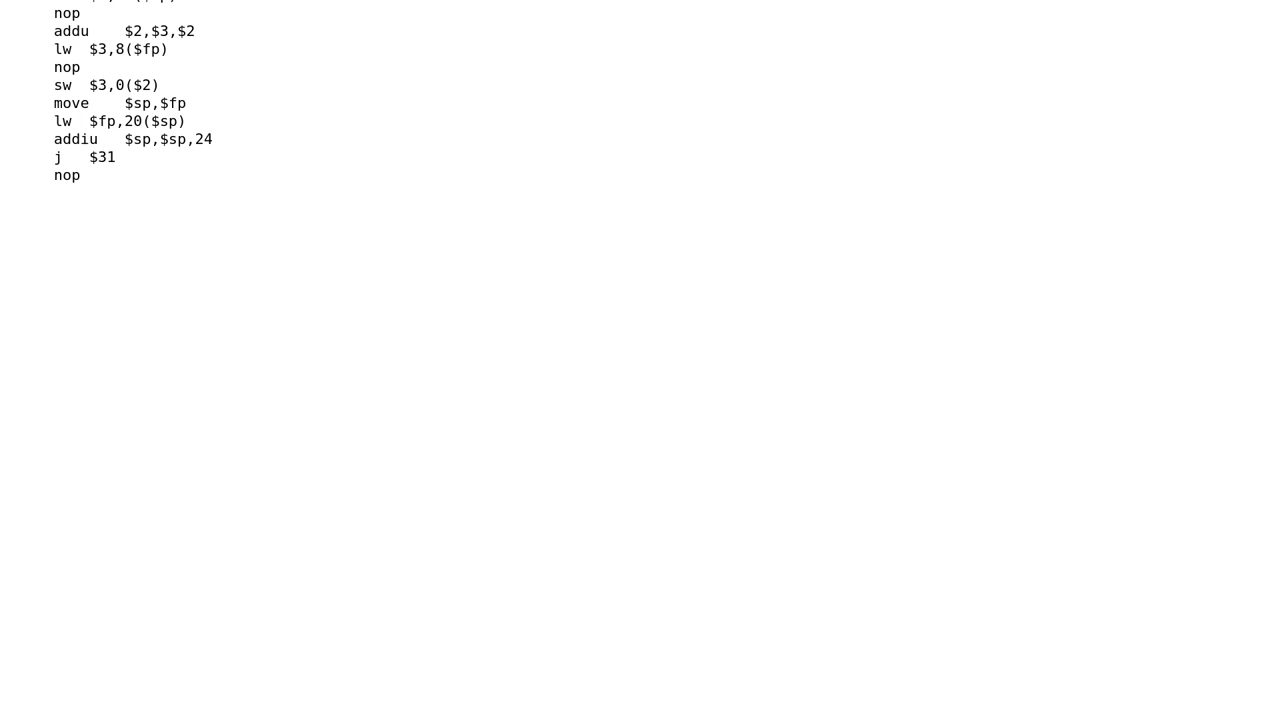 nop
addu    $2,$3,$2
lw  $3,8($fp)
nop
sw  $3,0($2)
move    $sp,$fp
lw  $fp,20($sp)
addiu   $sp,$sp,24
j   $31
nop